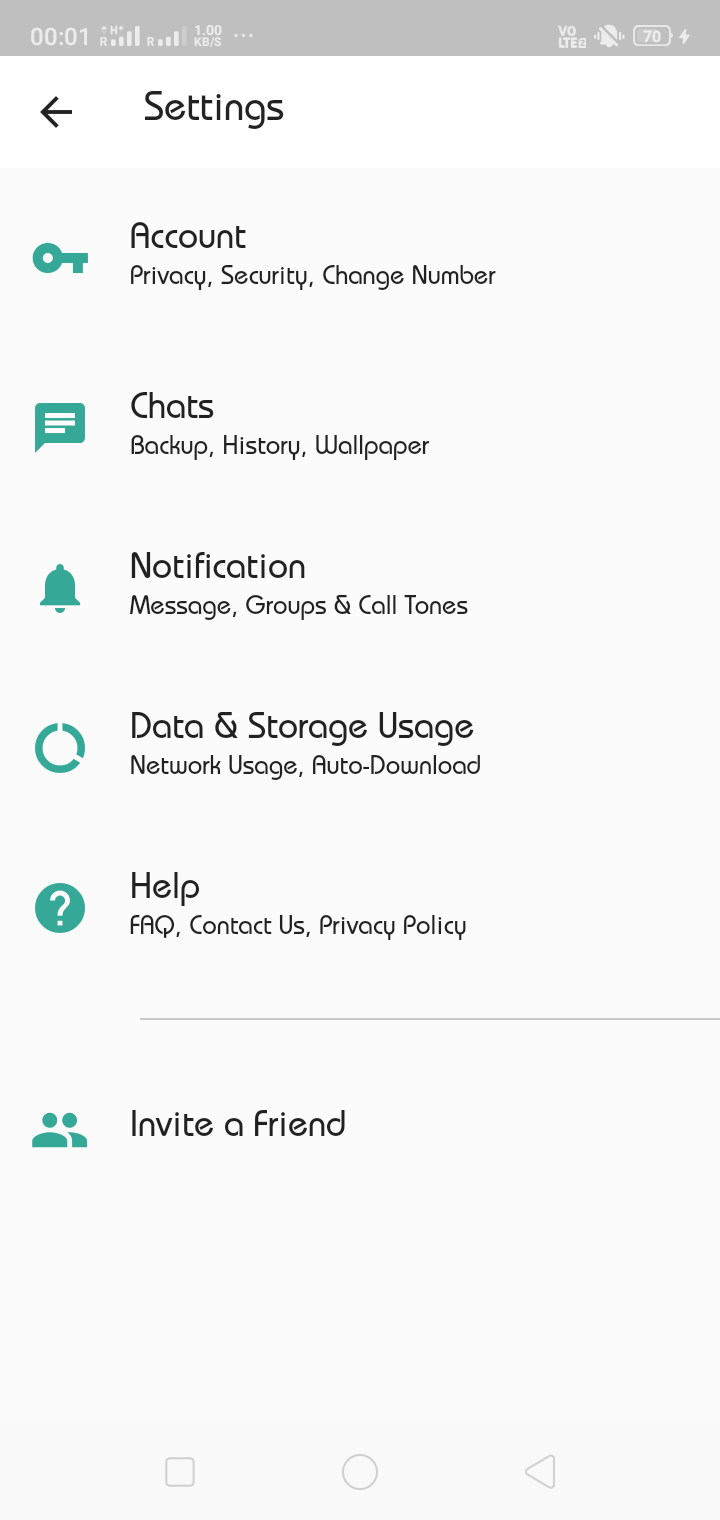 00:01 R H+ R 1.00 KB/S ... VO LTE2 70
Settings
Account
Privacy, Security, Change Number
Chats
Backup, History, Wallpaper
Notification
Message, Groups & Call Tones
Data & Storage Usage
Network Usage, Auto-Download
Help
FAQ, Contact Us, Privacy Policy
Invite a Friend